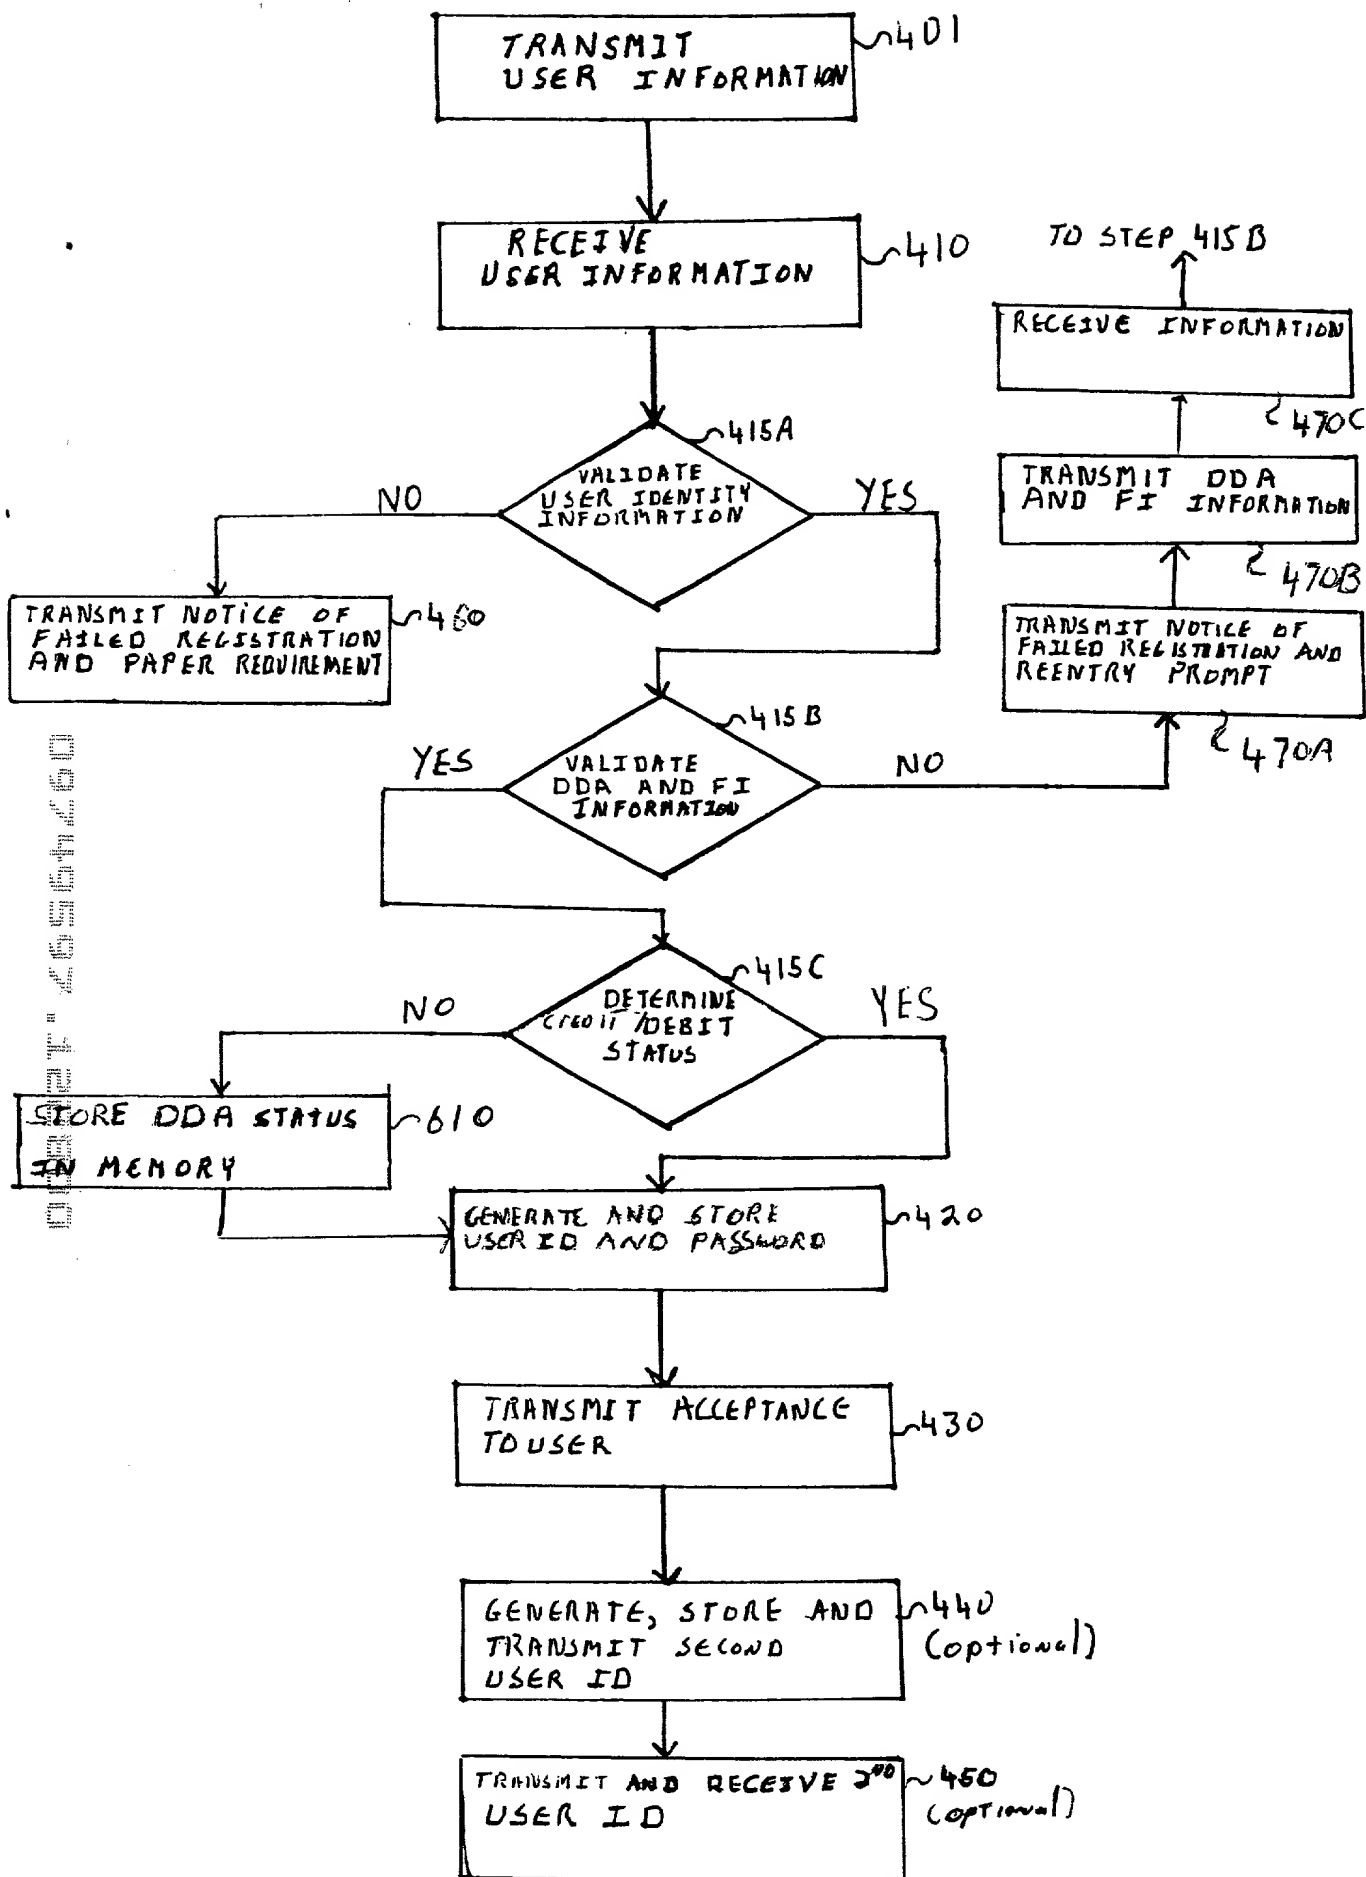 TRANSMIT
USER INFORMATION
401
RECEIVE
USER INFORMATION
410
TO STEP 415B
RECEIVE INFORMATION
470C
415A
VALIDATE
USER IDENTITY
INFORMATION
NO
YES
TRANSMIT DDA
AND FI INFORMATION
470B
TRANSMIT NOTICE OF
FAILED REGISTRATION
AND PAPER REQUIREMENT
460
TRANSMIT NOTICE OF
FAILED REGISTRATION AND
REENTRY PROMPT
470A
415B
VALIDATE
DDA AND FI
INFORMATION
YES
NO
415C
DETERMINE
CREDIT/DEBIT
STATUS
NO
YES
STORE DDA STATUS
IN MEMORY
610
GENERATE AND STORE
USER ID AND PASSWORD
420
TRANSMIT ACCEPTANCE
TO USER
430
GENERATE, STORE AND
TRANSMIT SECOND
USER ID
440
(optional)
TRANSMIT AND RECEIVE 2ND
USER ID
450
(optional)